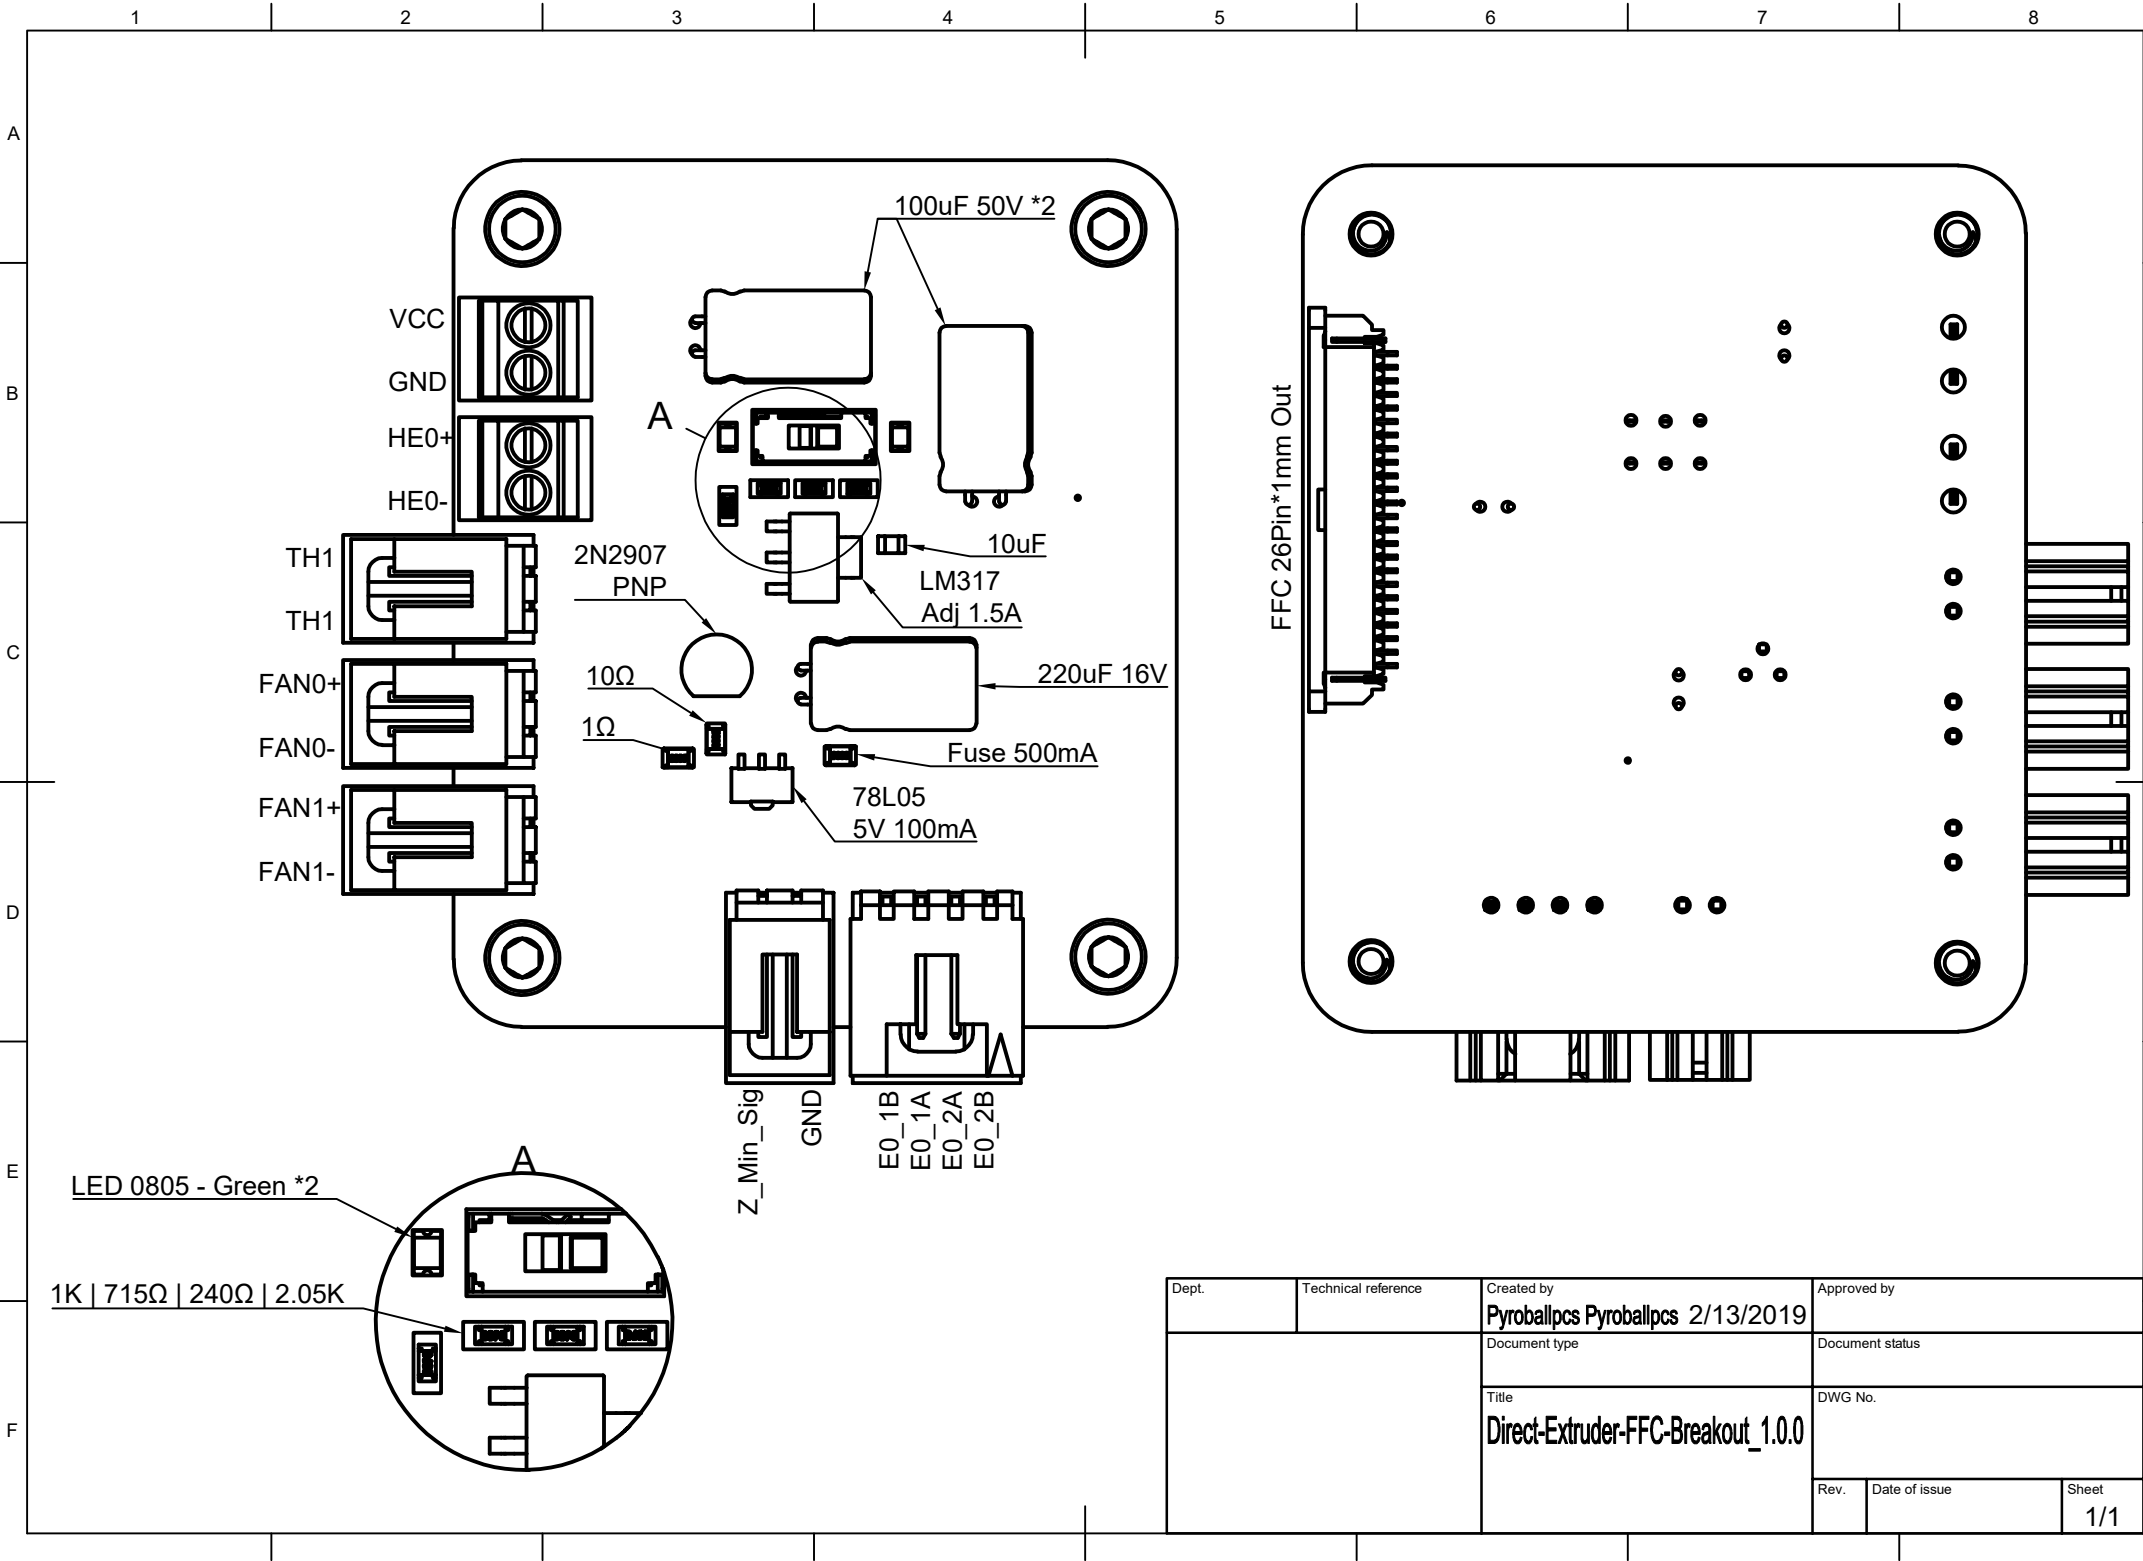 1 2 3 4 5 6 7 8
A
B
C
D
E
F
100uF 50V *2
VCC
GND
HE0+
HE0-
A
TH1
TH1
2N2907
PNP
10uF
LM317
Adj 1.5A
FAN0+
FAN0-
10Ω
1Ω
220uF 16V
Fuse 500mA
FAN1+
FAN1-
78L05
5V 100mA
Z_Min_Sig
GND
E0_1B
E0_1A
E0_2A
E0_2B
FFC 26Pin*1mm Out
A
LED 0805 - Green *2
1K | 715Ω | 240Ω | 2.05K
Dept.
Technical reference
Created by
Pyroballpcs Pyroballpcs 2/13/2019
Approved by
Document type
Document status
Title
Direct-Extruder-FFC-Breakout_1.0.0
DWG No.
Rev.
Date of issue
Sheet
1/1